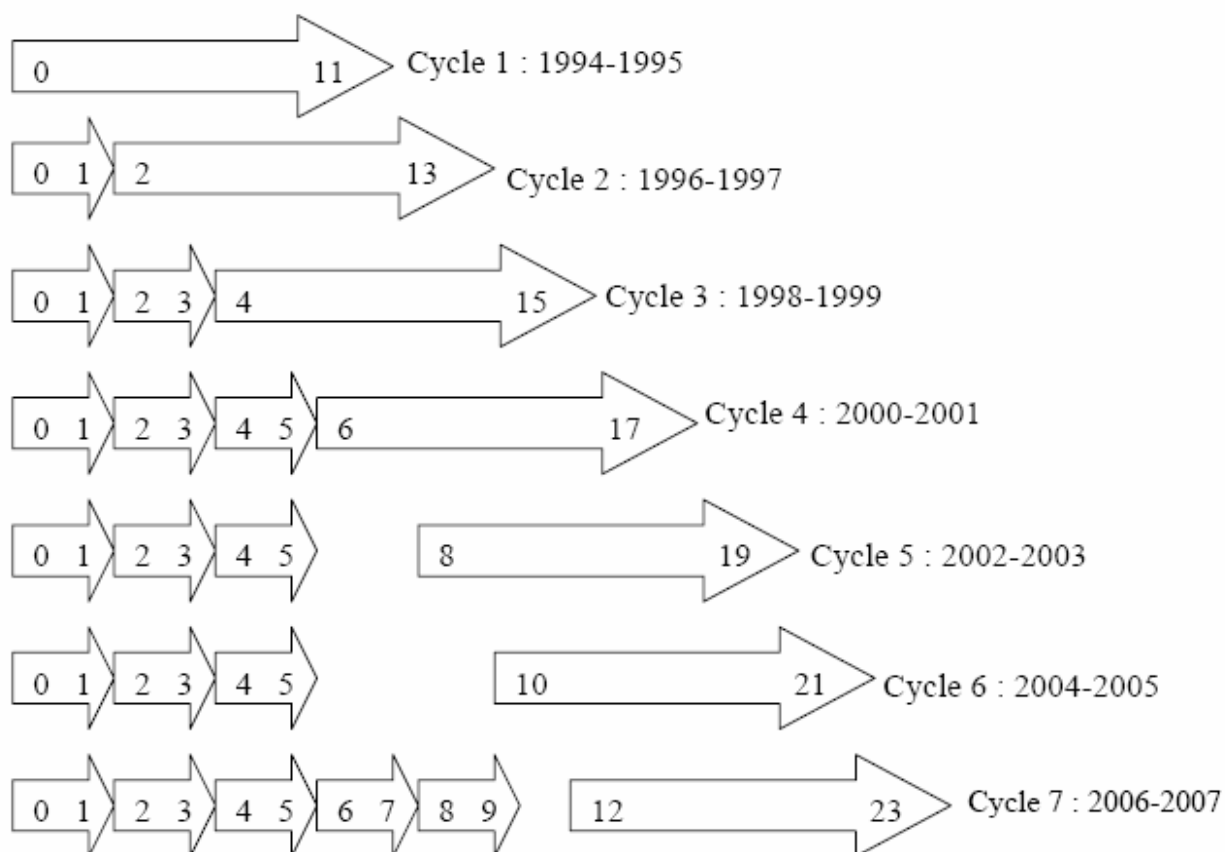 0 11 Cycle 1 : 1994-1995
0 1 2 13 Cycle 2 : 1996-1997
0 1 2 3 4 15 Cycle 3 : 1998-1999
0 1 2 3 4 5 6 17 Cycle 4 : 2000-2001
0 1 2 3 4 5 8 19 Cycle 5 : 2002-2003
0 1 2 3 4 5 10 21 Cycle 6 : 2004-2005
0 1 2 3 4 5 6 7 8 9 12 23 Cycle 7 : 2006-2007